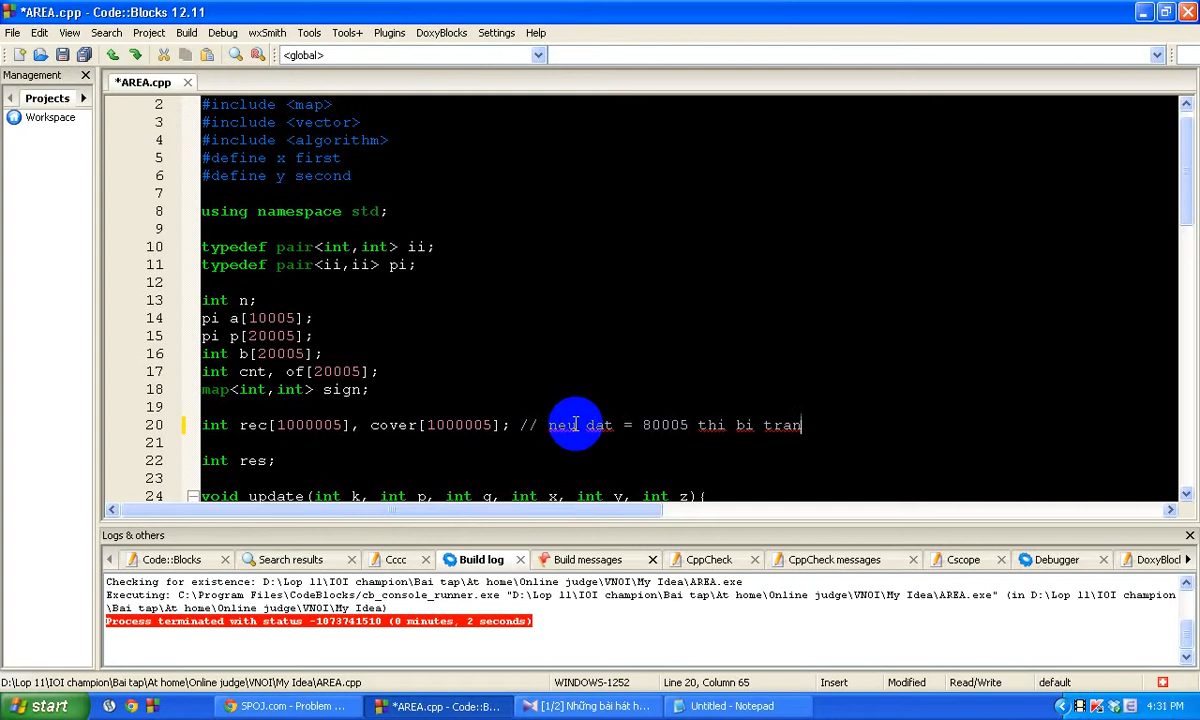 *AREA.cpp - Code::Blocks 12.11
File Edit View Search Project Build Debug wxSmith Tools Tools+ Plugins DoxyBlocks Settings Help
<global>
Management
*AREA.cpp
Projects
Workspace
2 #include <map>
3 #include <vector>
4 #include <algorithm>
5 #define x first
6 #define y second
7
8 using namespace std;
9
10 typedef pair<int,int> ii;
11 typedef pair<ii,ii> pi;
12
13 int n;
14 pi a[10005];
15 pi p[20005];
16 int b[20005];
17 int cnt, of[20005];
18 map<int,int> sign;
19
20 int rec[1000005], cover[1000005]; // neu dat = 80005 thi bi tran
21
22 int res;
23
24 void update(int k, int p, int q, int x, int y, int z){
Logs & others
Code::Blocks Search results Cccc Build log Build messages CppCheck CppCheck messages Cscope Debugger DoxyBlo
Checking for existence: D:\Lop 11\IOI champion\Bai tap\At home\Online judge\VNOI\My Idea\AREA.exe
Executing: C:\Program Files\CodeBlocks/cb_console_runner.exe "D:\Lop 11\IOI champion\Bai tap\At home\Online judge\VNOI\My Idea\AREA.exe" (in D:\Lop 11\IOI champion
\Bai tap\At home\Online judge\VNOI\My Idea)
Process terminated with status -1073741510 (0 minutes, 2 seconds)
D:\Lop 11\IOI champion\Bai tap\At home\Online judge\VNOI\My Idea\AREA.cpp WINDOWS-1252 Line 20, Column 65 Insert Modified Read/Write default
start SPOJ.com - Problem ... *AREA.cpp - Code::B... [1/2] Những bài hát h... Untitled - Notepad 4:31 PM